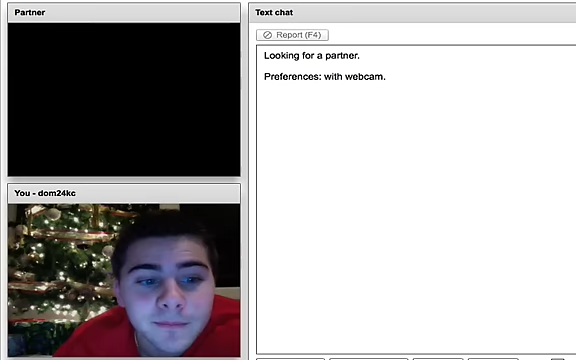 Partner
Text chat
Report (F4)
Looking for a partner.
Preferences: with webcam.
You - dom24kc